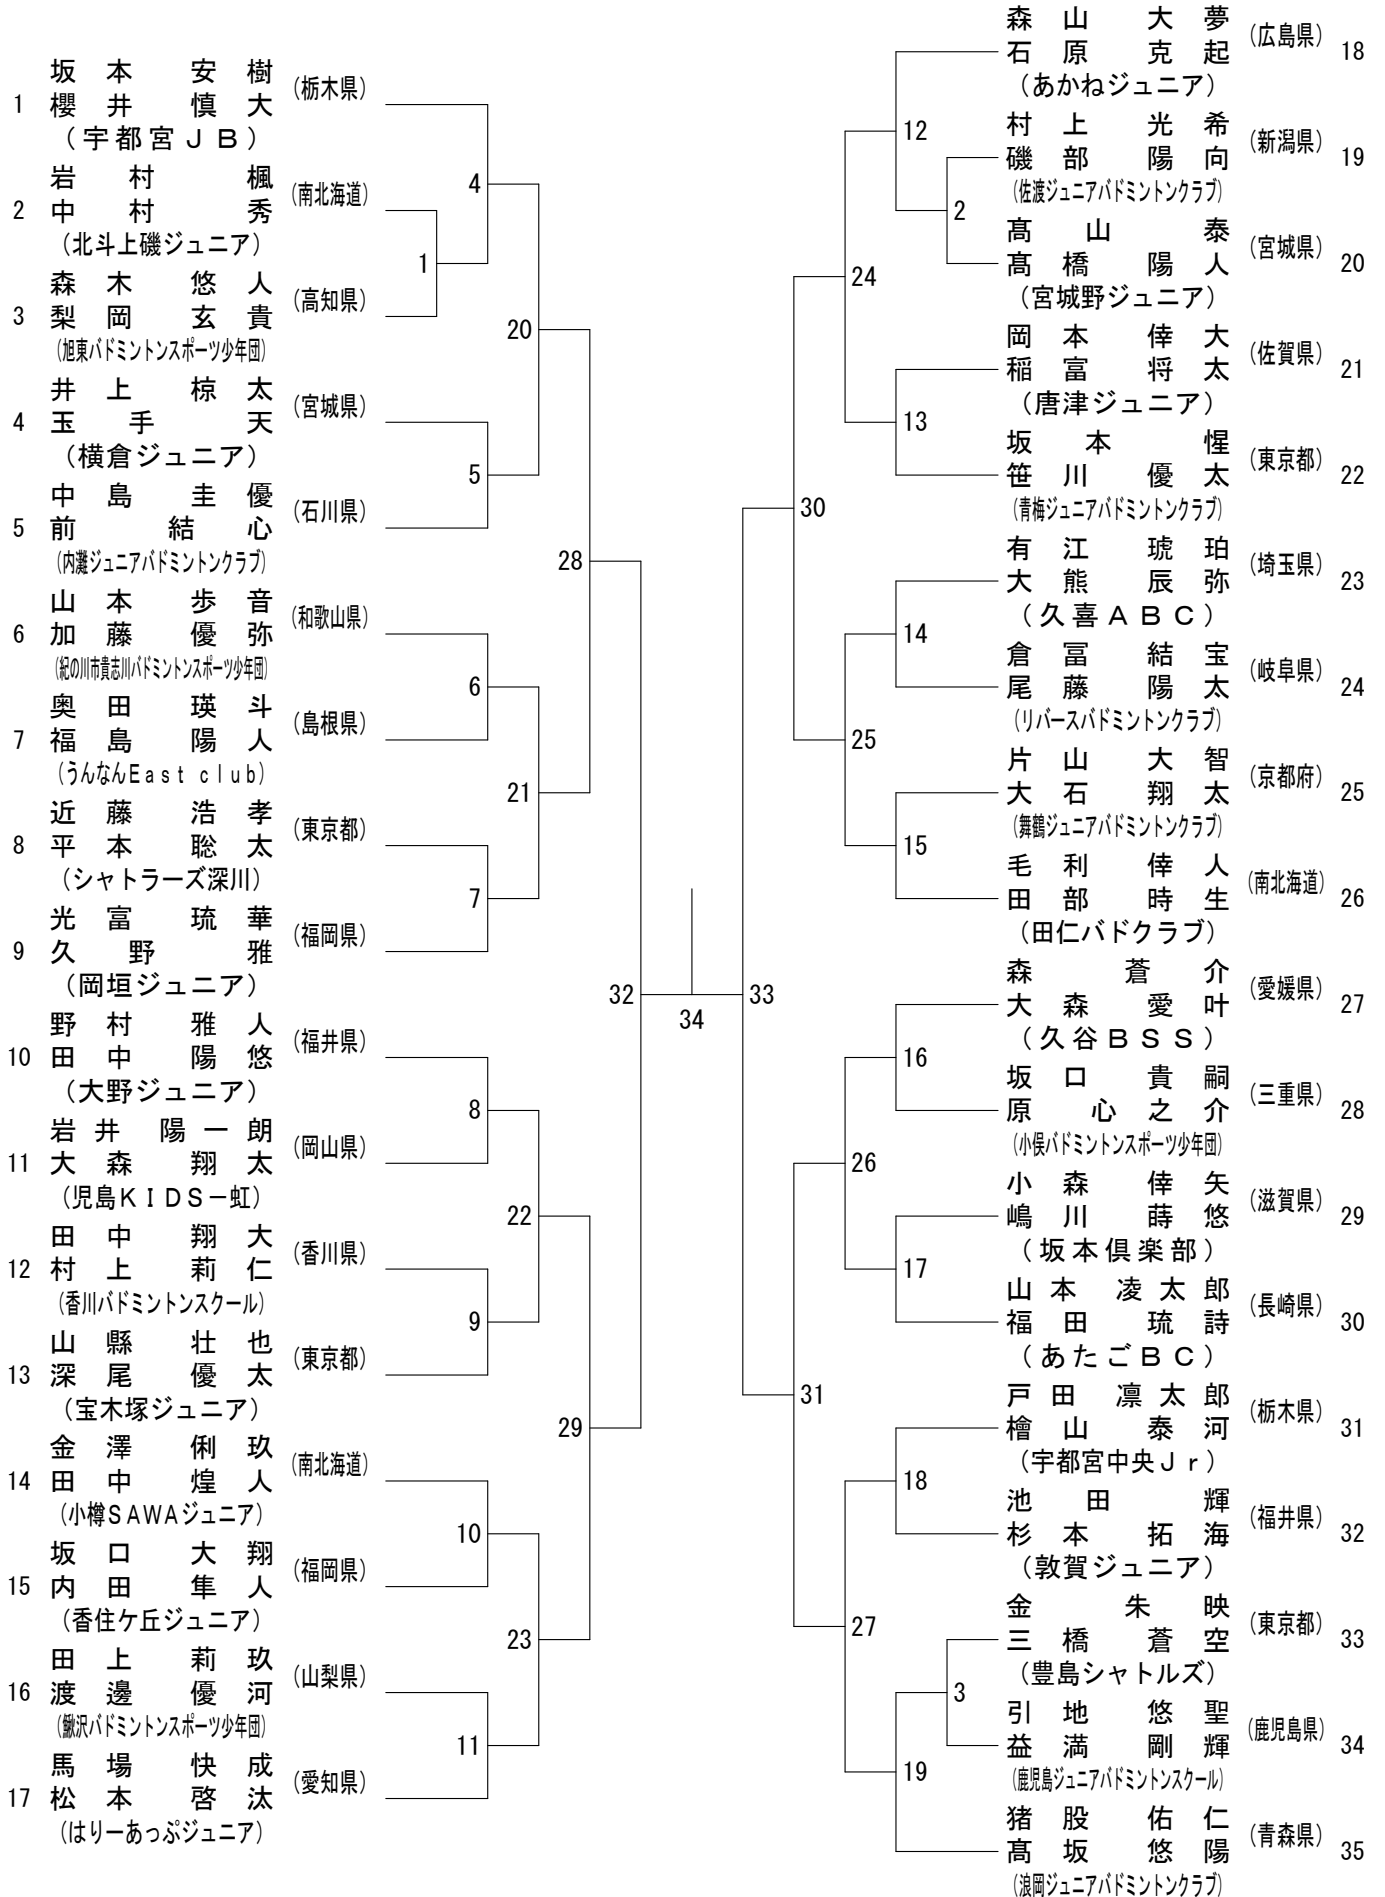 坂本 安樹
(栃木県)
1 櫻井 慎大
(宇都宮ＪＢ)
岩村 楓
(南北海道)
2 中村 秀
(北斗上磯ジュニア)
森木 悠人
(高知県)
3 梨岡 玄貴
(旭東バドミントンスポーツ少年団)
井上 椋太
(宮城県)
4 玉手 天
(横倉ジュニア)
中島 圭優
(石川県)
5 前 結心
(内灘ジュニアバドミントンクラブ)
山本 歩音
(和歌山県)
6 加藤 優弥
(紀の川市貴志川バドミントンスポーツ少年団)
奥田 瑛斗
(島根県)
7 福島 陽人
(うんなんEast club)
近藤 浩孝
(東京都)
8 平本 聡太
(シャトラーズ深川)
光富 琉華
(福岡県)
9 久野 雅
(岡垣ジュニア)
野村 雅人
(福井県)
10 田中 陽悠
(大野ジュニア)
岩井 陽一朗
(岡山県)
11 大森 翔太
(児島ＫＩＤＳ－虹)
田中 翔大
(香川県)
12 村上 莉仁
(香川バドミントンスクール)
山縣 壮也
(東京都)
13 深尾 優太
(宝木塚ジュニア)
金澤 俐玖
(南北海道)
14 田中 煌人
(小樽SAWAジュニア)
坂口 大翔
(福岡県)
15 内田 隼人
(香住ケ丘ジュニア)
田上 莉玖
(山梨県)
16 渡邊 優河
(鰍沢バドミントンスポーツ少年団)
馬場 快成
(愛知県)
17 松本 啓汰
(はりーあっぷジュニア)
1
4
5
6
7
8
9
10
11
20
21
22
23
28
29
32
34
33
30
31
24
25
26
27
12
13
14
15
16
17
18
19
2
3
森山 大夢
(広島県)
石原 克起 18
(あかねジュニア)
村上 光希
(新潟県)
磯部 陽向 19
(佐渡ジュニアバドミントンクラブ)
髙山 泰
(宮城県)
髙橋 陽人 20
(宮城野ジュニア)
岡本 倖大
(佐賀県)
稲富 将太 21
(唐津ジュニア)
坂本 惺
(東京都)
笹川 優太 22
(青梅ジュニアバドミントンクラブ)
有江 琥珀
(埼玉県)
大熊 辰弥 23
(久喜ＡＢＣ)
倉冨 結宝
(岐阜県)
尾藤 陽太 24
(リバースバドミントンクラブ)
片山 大智
(京都府)
大石 翔太 25
(舞鶴ジュニアバドミントンクラブ)
毛利 倖人
(南北海道)
田部 時生 26
(田仁バドクラブ)
森 蒼介
(愛媛県)
大森 愛叶 27
(久谷ＢＳＳ)
坂口 貴嗣
(三重県)
原 心之介 28
(小俣バドミントンスポーツ少年団)
小森 倖矢
(滋賀県)
嶋川 蒔悠 29
(坂本倶楽部)
山本 凌太郎
(長崎県)
福田 琉詩 30
(あたごＢＣ)
戸田 凛太郎
(栃木県)
檜山 泰河 31
(宇都宮中央Ｊｒ)
池田 輝
(福井県)
杉本 拓海 32
(敦賀ジュニア)
金 朱映
(東京都)
三橋 蒼空 33
(豊島シャトルズ)
引地 悠聖
(鹿児島県)
益満 剛輝 34
(鹿児島ジュニアバドミントンスクール)
猪股 佑仁
(青森県)
髙坂 悠陽 35
(浪岡ジュニアバドミントンクラブ)